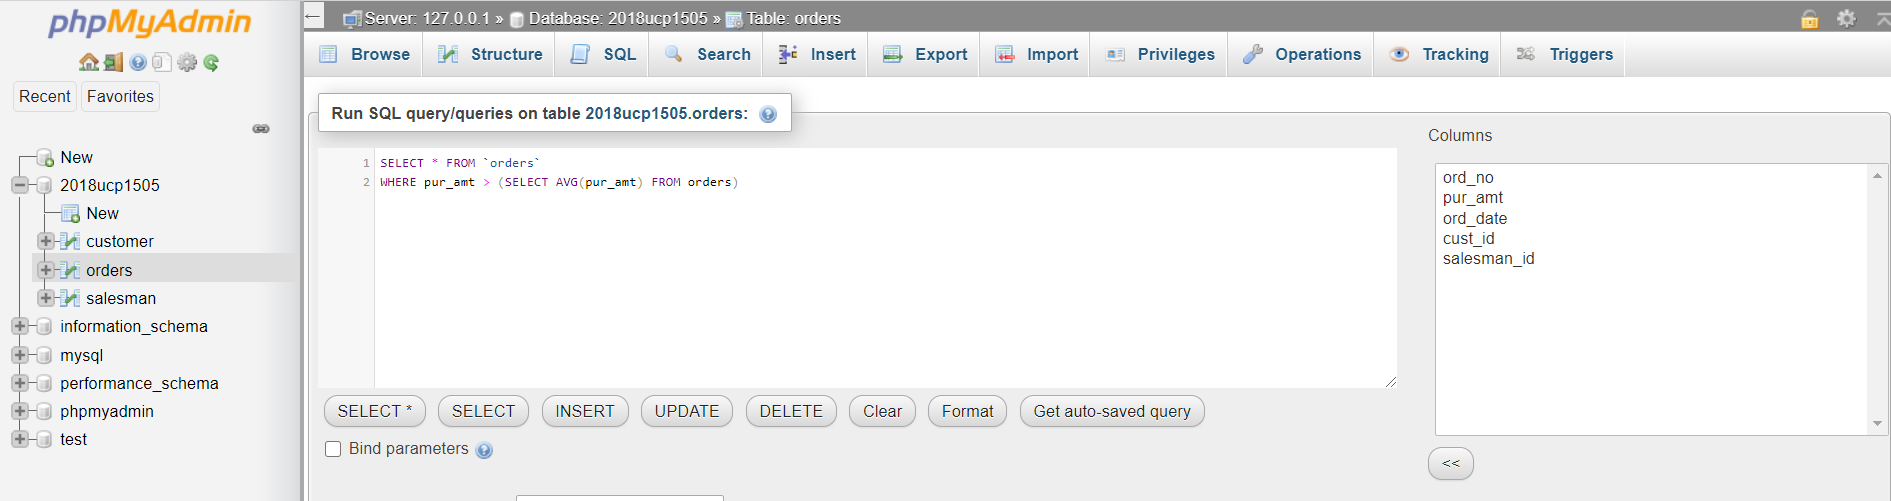 phpMyAdmin
Recent Favorites
New
2018ucp1505
New
customer
orders
salesman
information_schema
mysql
performance_schema
phpmyadmin
test
← Server: 127.0.0.1 » Database: 2018ucp1505 » Table: orders
Browse Structure SQL Search Insert Export Import Privileges Operations Tracking Triggers
Run SQL query/queries on table 2018ucp1505.orders:
1 SELECT * FROM `orders`
2 WHERE pur_amt > (SELECT AVG(pur_amt) FROM orders)
SELECT * SELECT INSERT UPDATE DELETE Clear Format Get auto-saved query
Bind parameters
Columns
ord_no
pur_amt
ord_date
cust_id
salesman_id
<<